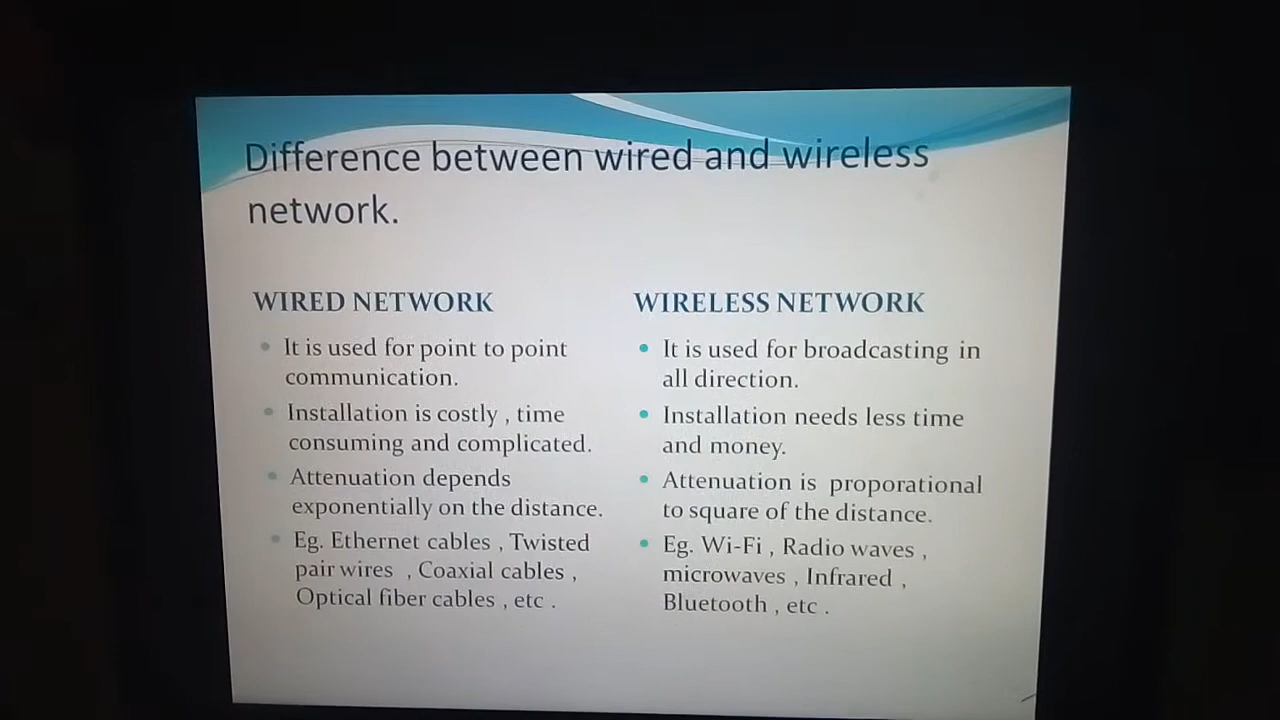 Difference between wired and wireless
network.
WIRED NETWORK
It is used for point to point
communication.
Installation is costly , time
consuming and complicated.
Attenuation depends
exponentially on the distance.
Eg. Ethernet cables , Twisted
pair wires , Coaxial cables ,
Optical fiber cables , etc .
WIRELESS NETWORK
It is used for broadcasting in
all direction.
Installation needs less time
and money.
Attenuation is proporational
to square of the distance.
Eg. Wi-Fi , Radio waves ,
microwaves , Infrared ,
Bluetooth , etc .